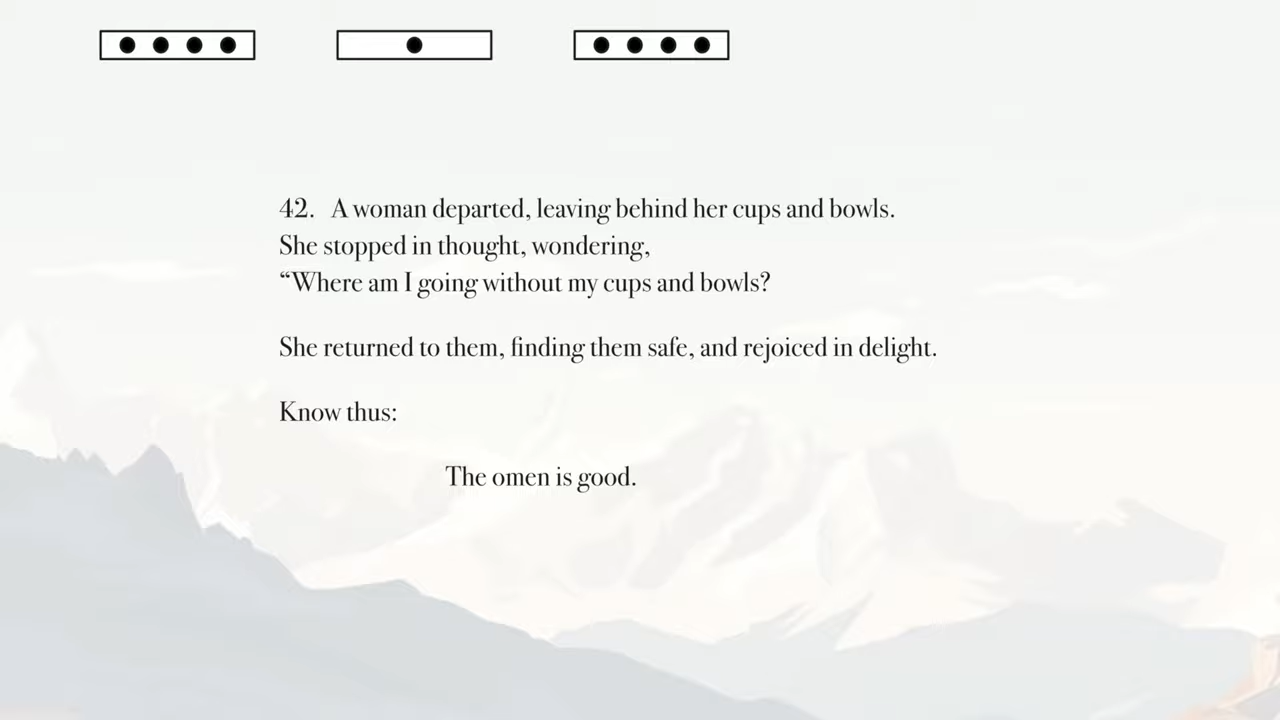 42. A woman departed, leaving behind her cups and bowls.
She stopped in thought, wondering,
“Where am I going without my cups and bowls?
She returned to them, finding them safe, and rejoiced in delight.
Know thus:
The omen is good.